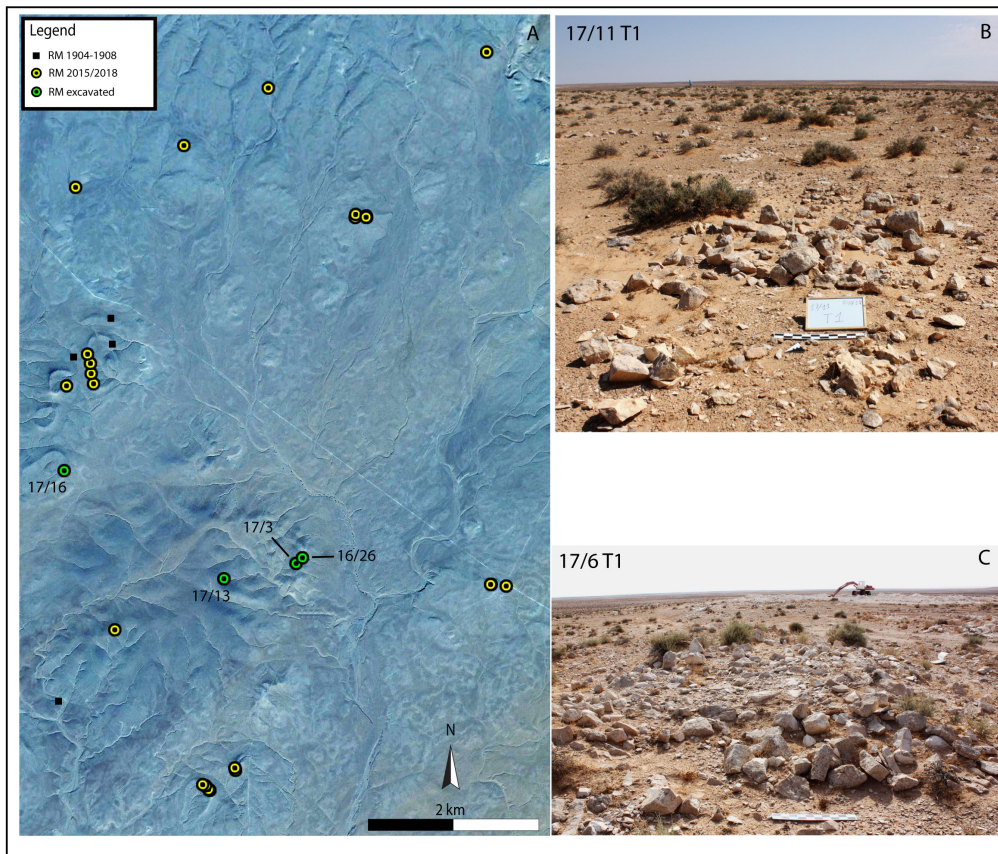 Legend
RM 1904-1908
RM 2015/2018
RM excavated
A
17/16
17/3
16/26
17/13
N
2 km
17/11 T1
B
T1
17/6 T1
C